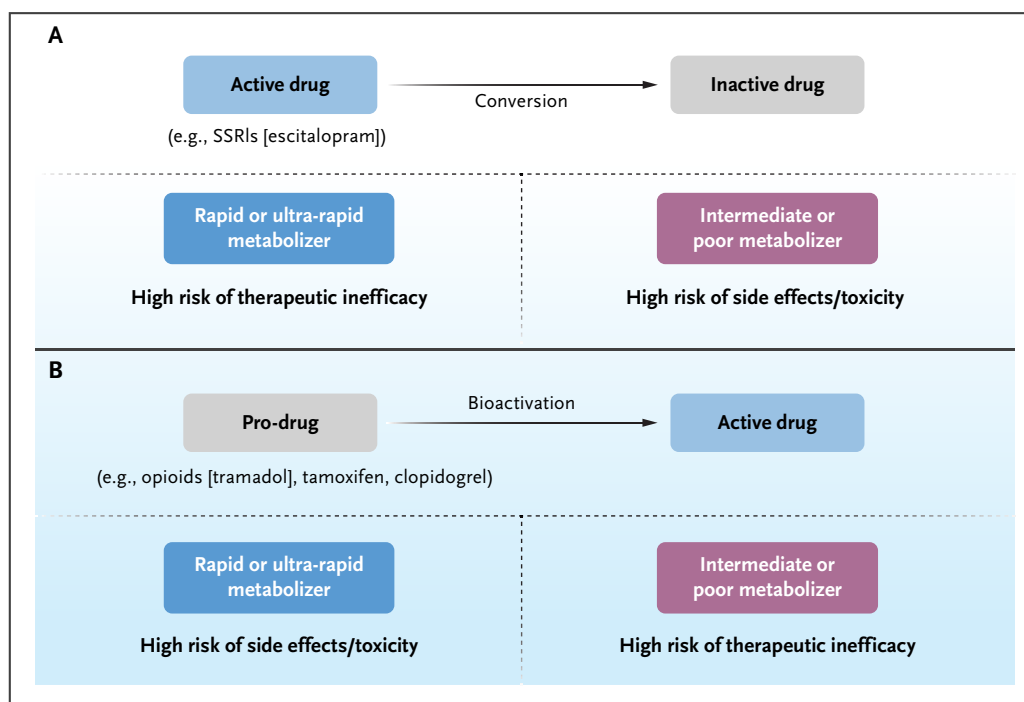 A
Active drug
Conversion
Inactive drug
(e.g., SSRIs [escitalopram])
Rapid or ultra-rapid
metabolizer
High risk of therapeutic inefficacy
Intermediate or
poor metabolizer
High risk of side effects/toxicity
B
Pro-drug
Bioactivation
Active drug
(e.g., opioids [tramadol], tamoxifen, clopidogrel)
Rapid or ultra-rapid
metabolizer
High risk of side effects/toxicity
Intermediate or
poor metabolizer
High risk of therapeutic inefficacy